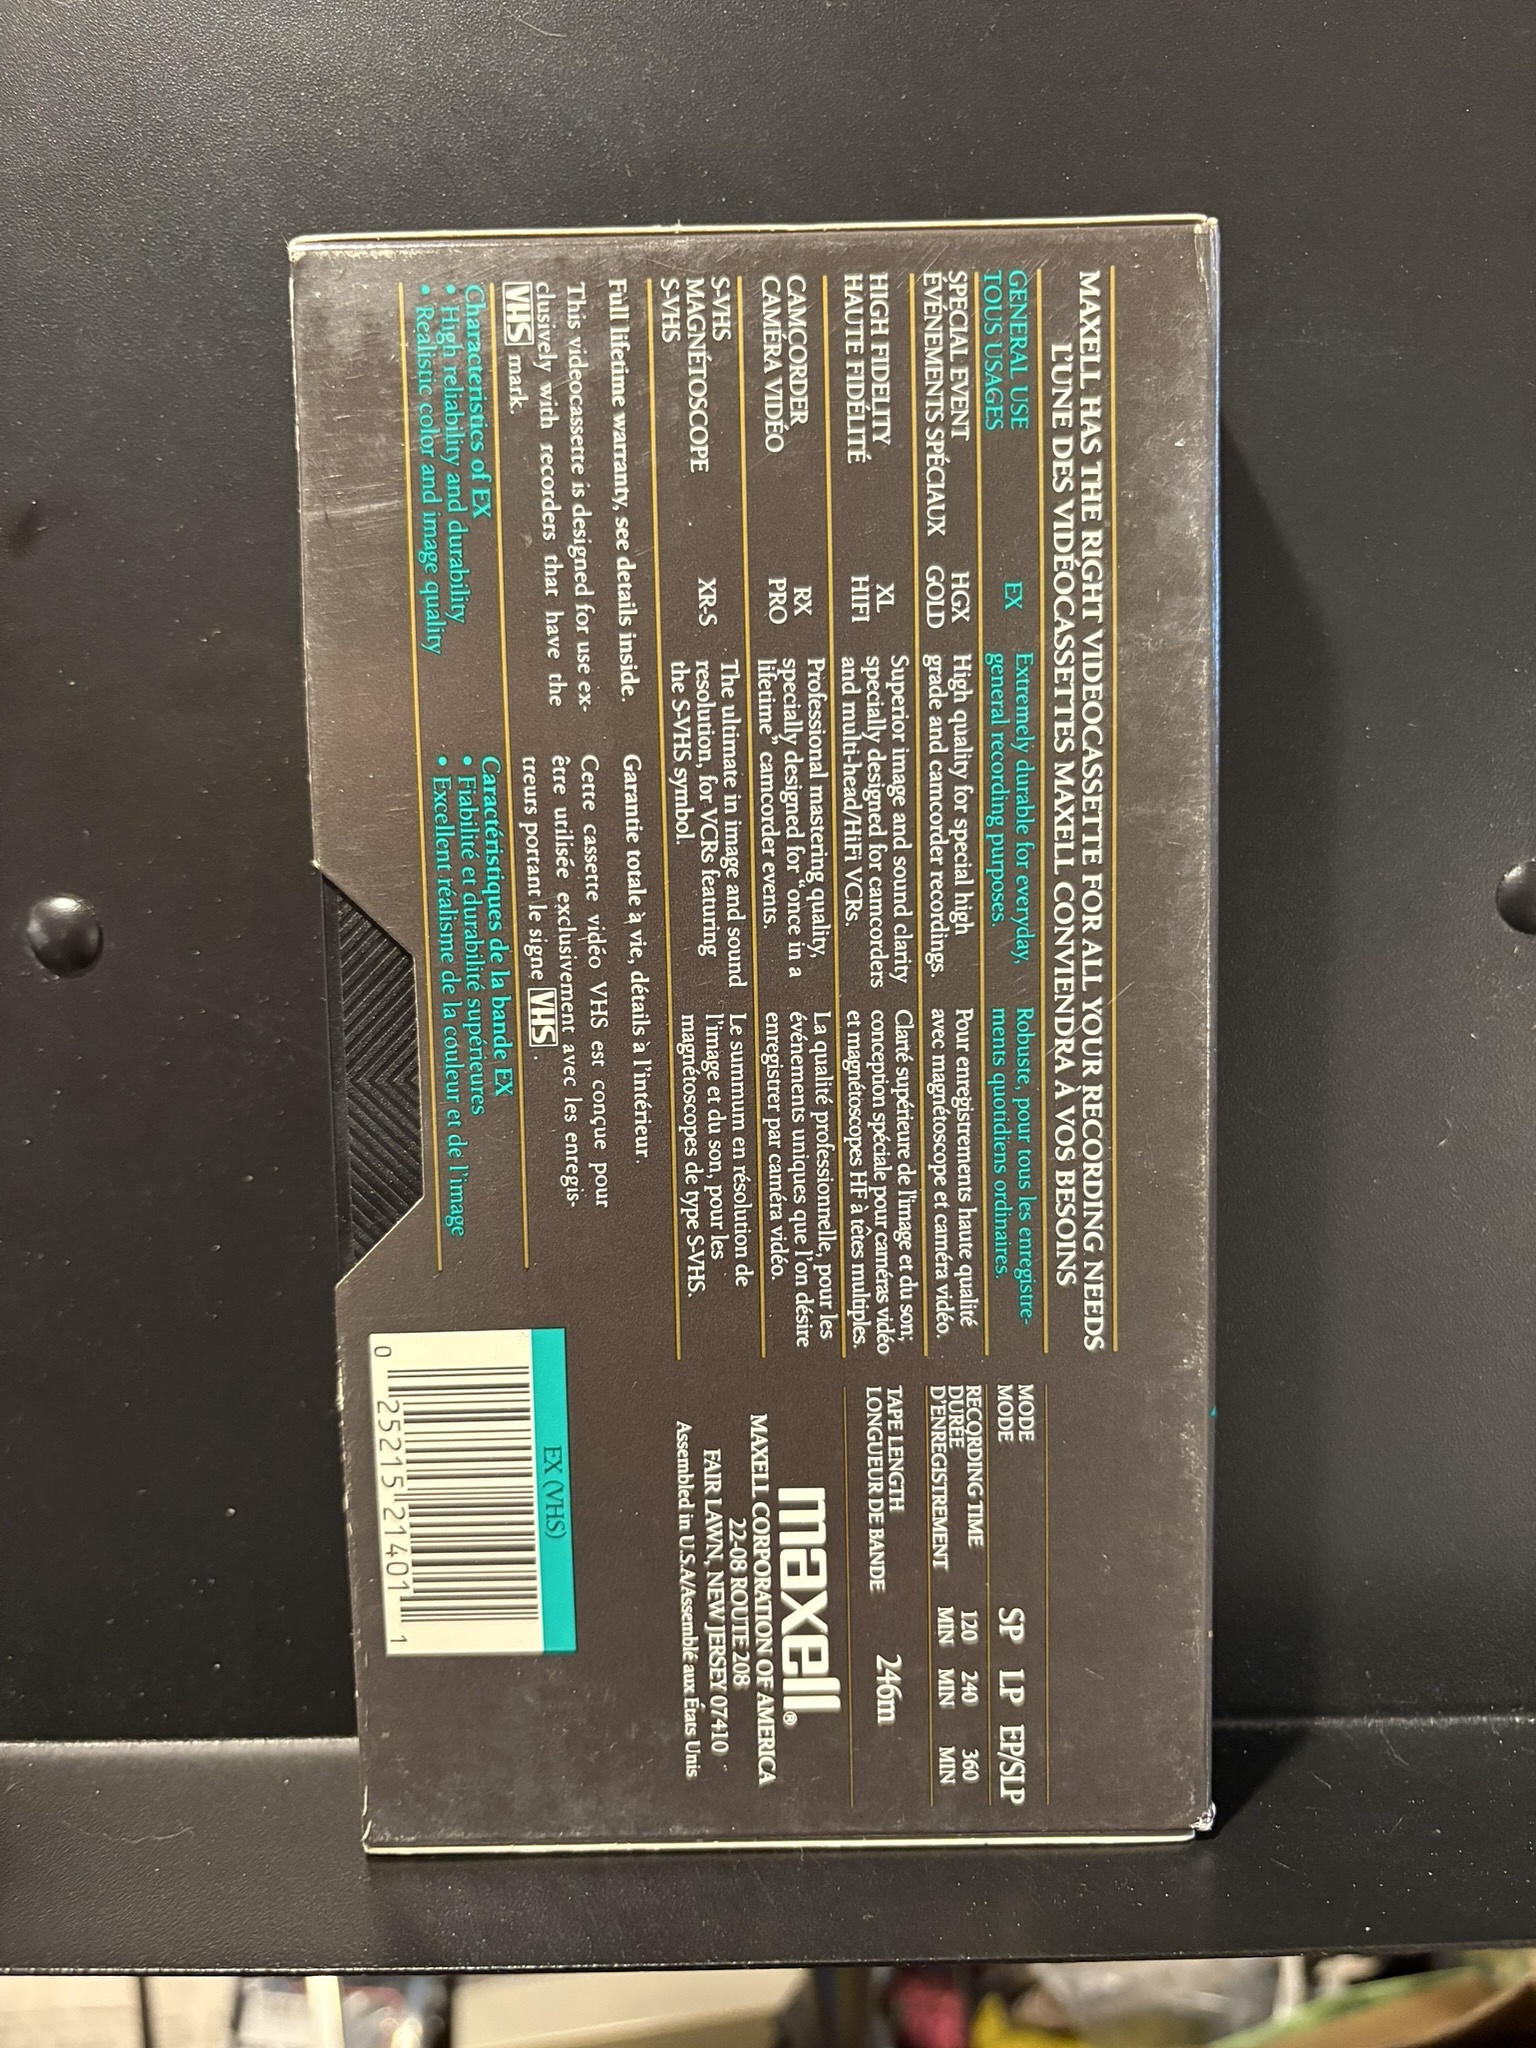 MAXELL HAS THE RIGHT VIDEOCASSETTE FOR ALL YOUR RECORDING NEEDS
L'UNE DES VIDÉOCASSETTES MAXELL CONVIENDRA À VOS BESOINS
GENERAL USE
TOUS USAGES
EX
Extremely durable for everyday,
general recording purposes.
Robuste, pour tous les enregistre-
ments quotidiens ordinaires.
SPECIAL EVENT
ÉVÉNEMENTS SPÉCIAUX
HGX
GOLD
High quality for special high
grade and camcorder recordings.
Pour enregistrements haute qualité
avec magnétoscope et caméra vidéo.
HIGH FIDELITY
HAUTE FIDÉLITÉ
XL
HIFI
Superior image and sound clarity
specially designed for camcorders
and multi-head/HiFi VCRs.
Clarté supérieure de l'image et du son;
conception spéciale pour caméras vidéo
et magnétoscopes HF à têtes multiples.
CAMCORDER
CAMÉRA VIDÉO
RX
PRO
Professional mastering quality,
specially designed for "once in a
lifetime" camcorder events.
La qualité professionnelle, pour les
événements uniques que l'on désire
enregistrer par caméra vidéo.
S-VHS
MAGNÉTOSCOPE
S-VHS
XR-S
The ultimate in image and sound
resolution, for VCRs featuring
the S-VHS symbol.
Le summum en résolution de
l'image et du son, pour les
magnétoscopes de type S-VHS.
Full lifetime warranty, see details inside.
This videocassette is designed for use ex-
clusively with recorders that have the
VHS mark.
Garantie totale à vie, détails à l'intérieur.
Cette cassette vidéo VHS est conçue pour
être utilisée exclusivement avec les enregis-
treurs portant le signe VHS.
Characteristics of EX
• High reliability and durability
• Realistic color and image quality
Caractéristiques de la bande EX
• Fiabilité et durabilité supérieures
• Excellent réalisme de la couleur et de l'image
MODE
MODE
SP LP EP/SLP
RECORDING TIME
DURÉE
D'ENREGISTREMENT
120 240 360
MIN MIN MIN
TAPE LENGTH
LONGUEUR DE BANDE
246m
maxell®
MAXELL CORPORATION OF AMERICA
22-08 ROUTE 208
FAIR LAWN, NEW JERSEY 07410
Assembled in U.S.A/Assemblé aux États Unis
EX (VHS)
0 25215 21401 1